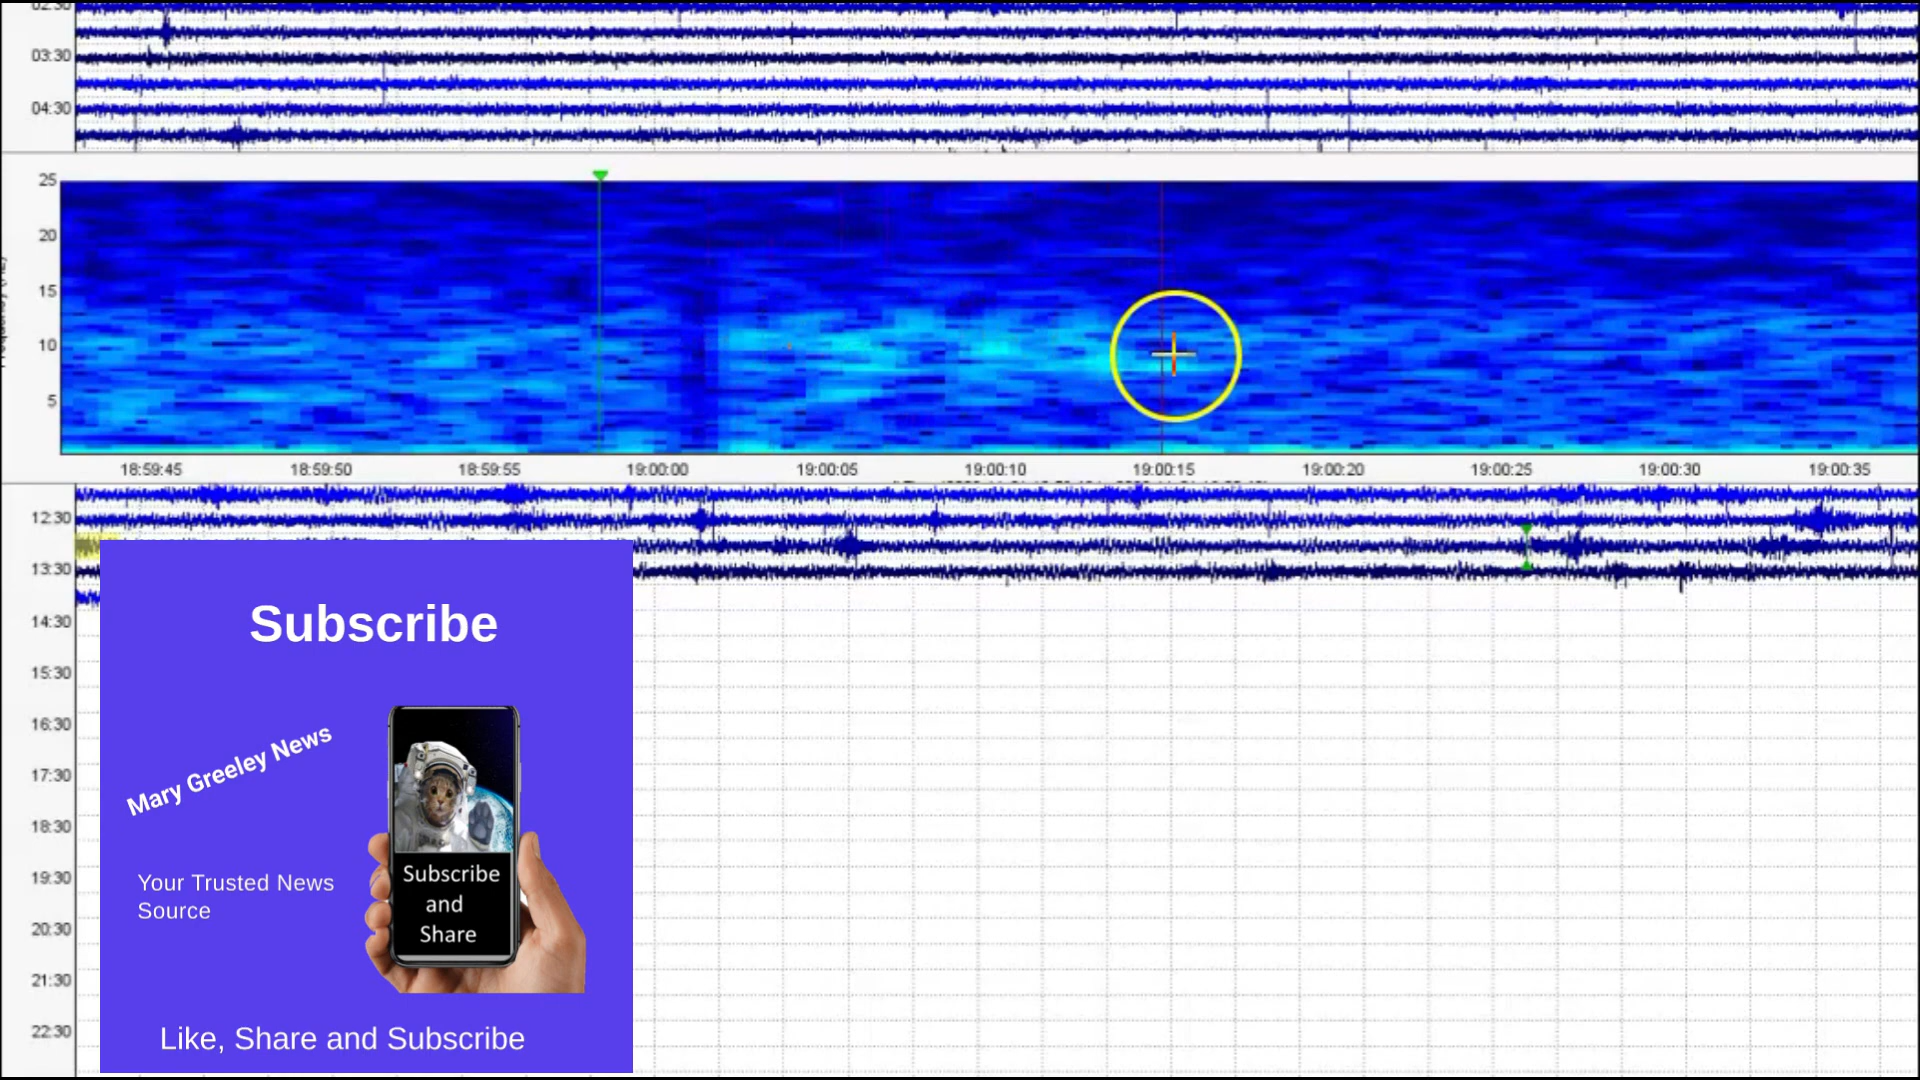 02:30
03:30
04:30
25
20
15
10
5
18:59:45 18:59:50 18:59:55 19:00:00 19:00:05 19:00:10 19:00:15 19:00:20 19:00:25 19:00:30 19:00:35
12:30
13:30
14:30
15:30
16:30
17:30
18:30
19:30
20:30
21:30
22:30
Subscribe
Mary Greeley News
Your Trusted News
Source
Subscribe
and
Share
Like, Share and Subscribe